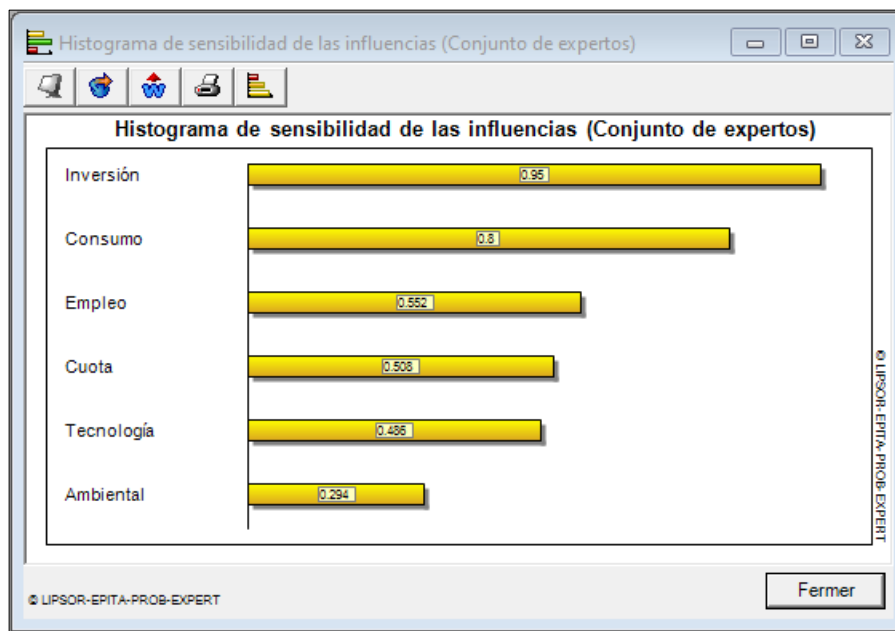 Histograma de sensibilidad de las influencias (Conjunto de expertos)
Histograma de sensibilidad de las influencias (Conjunto de expertos)
Inversión
0.95
Consumo
0.8
Empleo
0.552
Cuota
0.508
Tecnología
0.486
Ambiental
0.294
© LIPSOR-EPITA-PROB-EXPERT
© LIPSOR-EPITA-PROB-EXPERT
Fermer